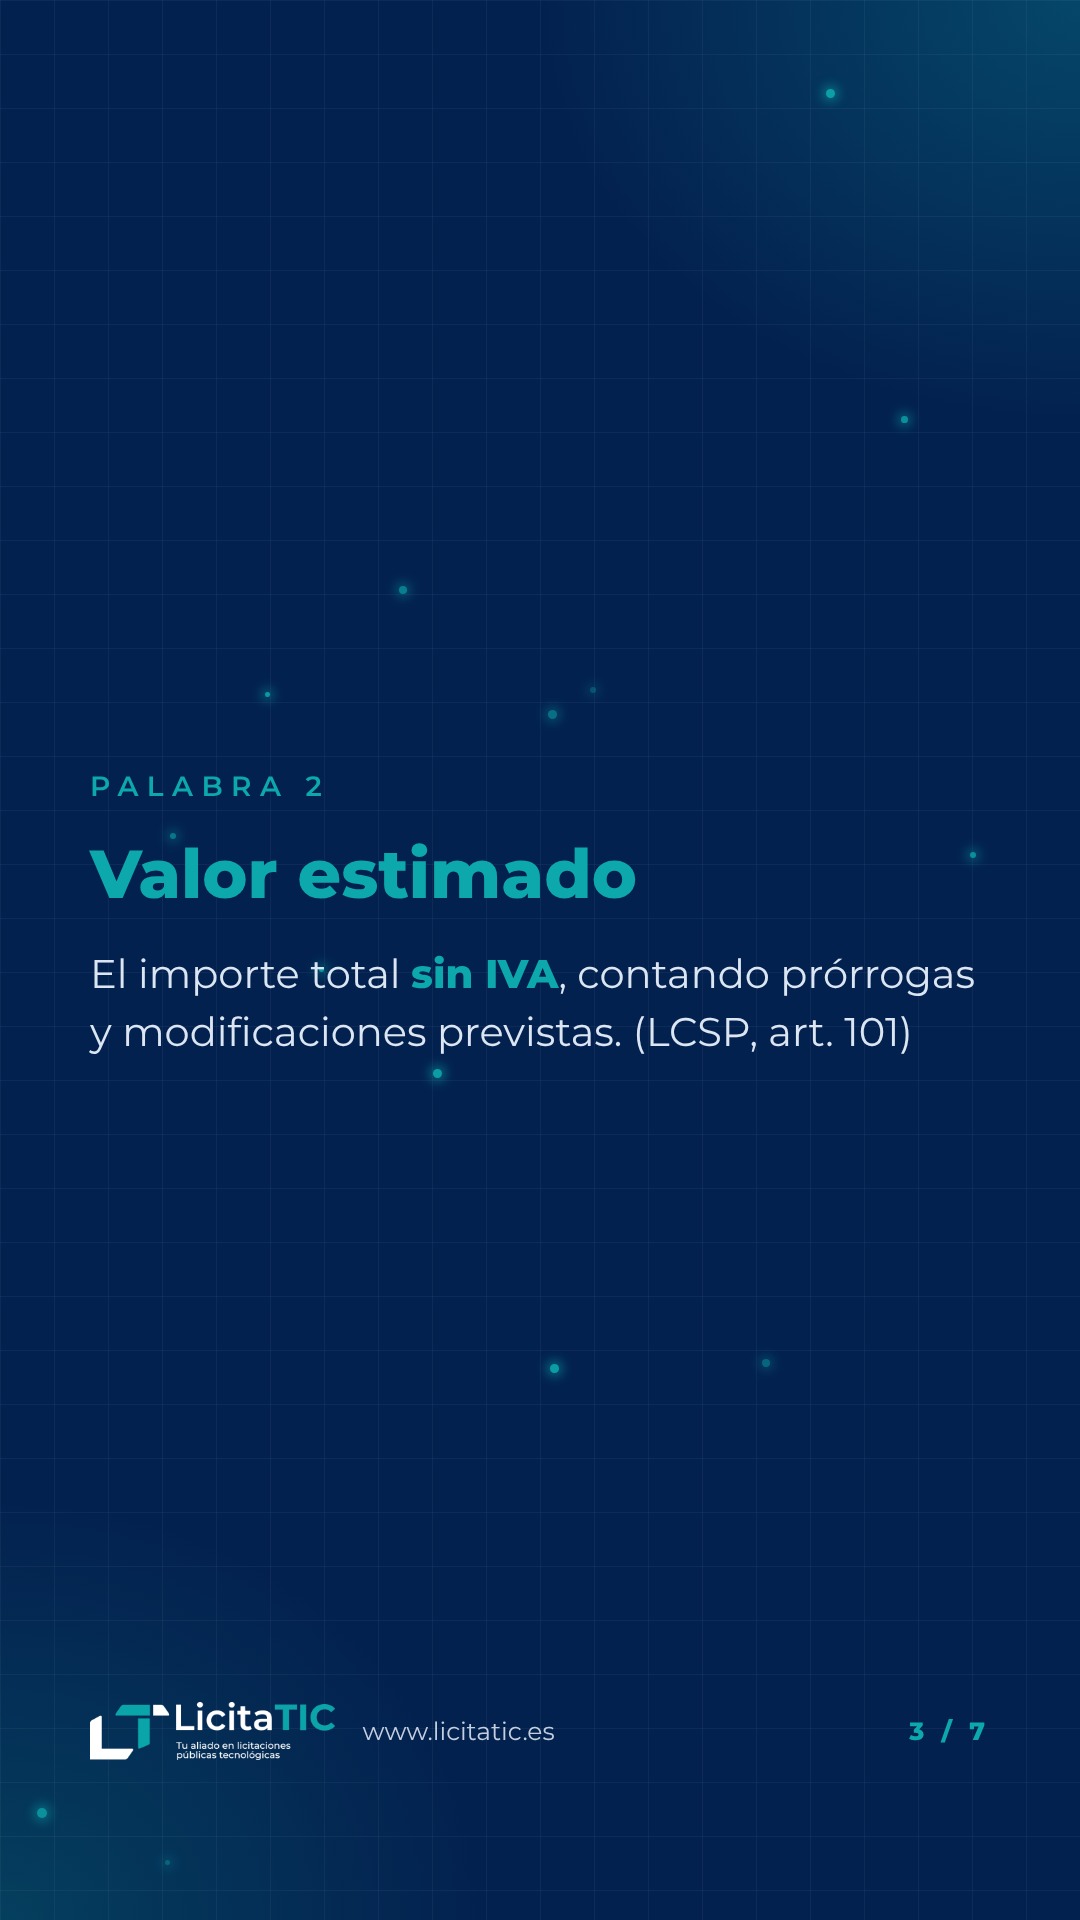 PALABRA 2
Valor estimado
El importe total sin IVA, contando prórrogas
y modificaciones previstas. (LCSP, art. 101)
LicitaTIC
Tu aliado en licitaciones
públicas tecnológicas
www.licitatic.es
3 / 7